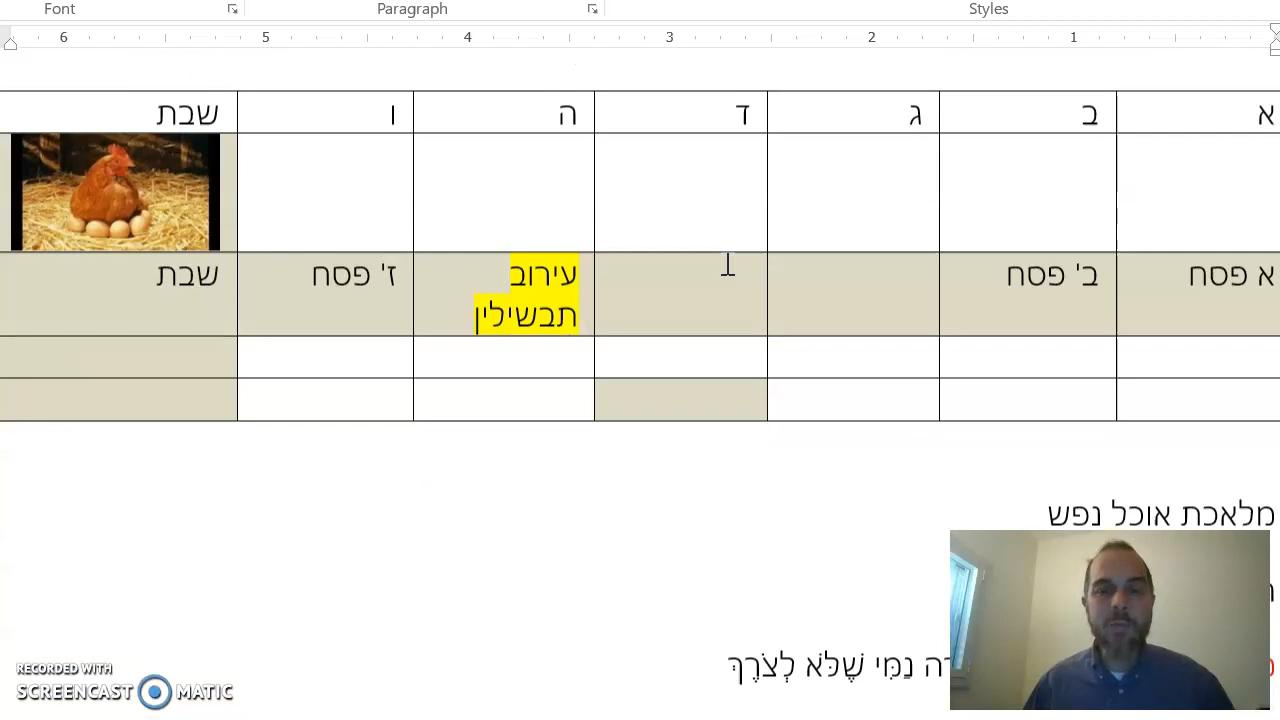 Font Paragraph Styles
6 5 4 3 2 1
א ב ג ד ה ו שבת
א פסח ב' פסח עירוב ז' פסח שבת
תבשילין
מלאכת אוכל נפש
נַמִּי שֶׁלֹּא לְצֹרֶךְ
RECORDED WITH
SCREENCAST MATIC